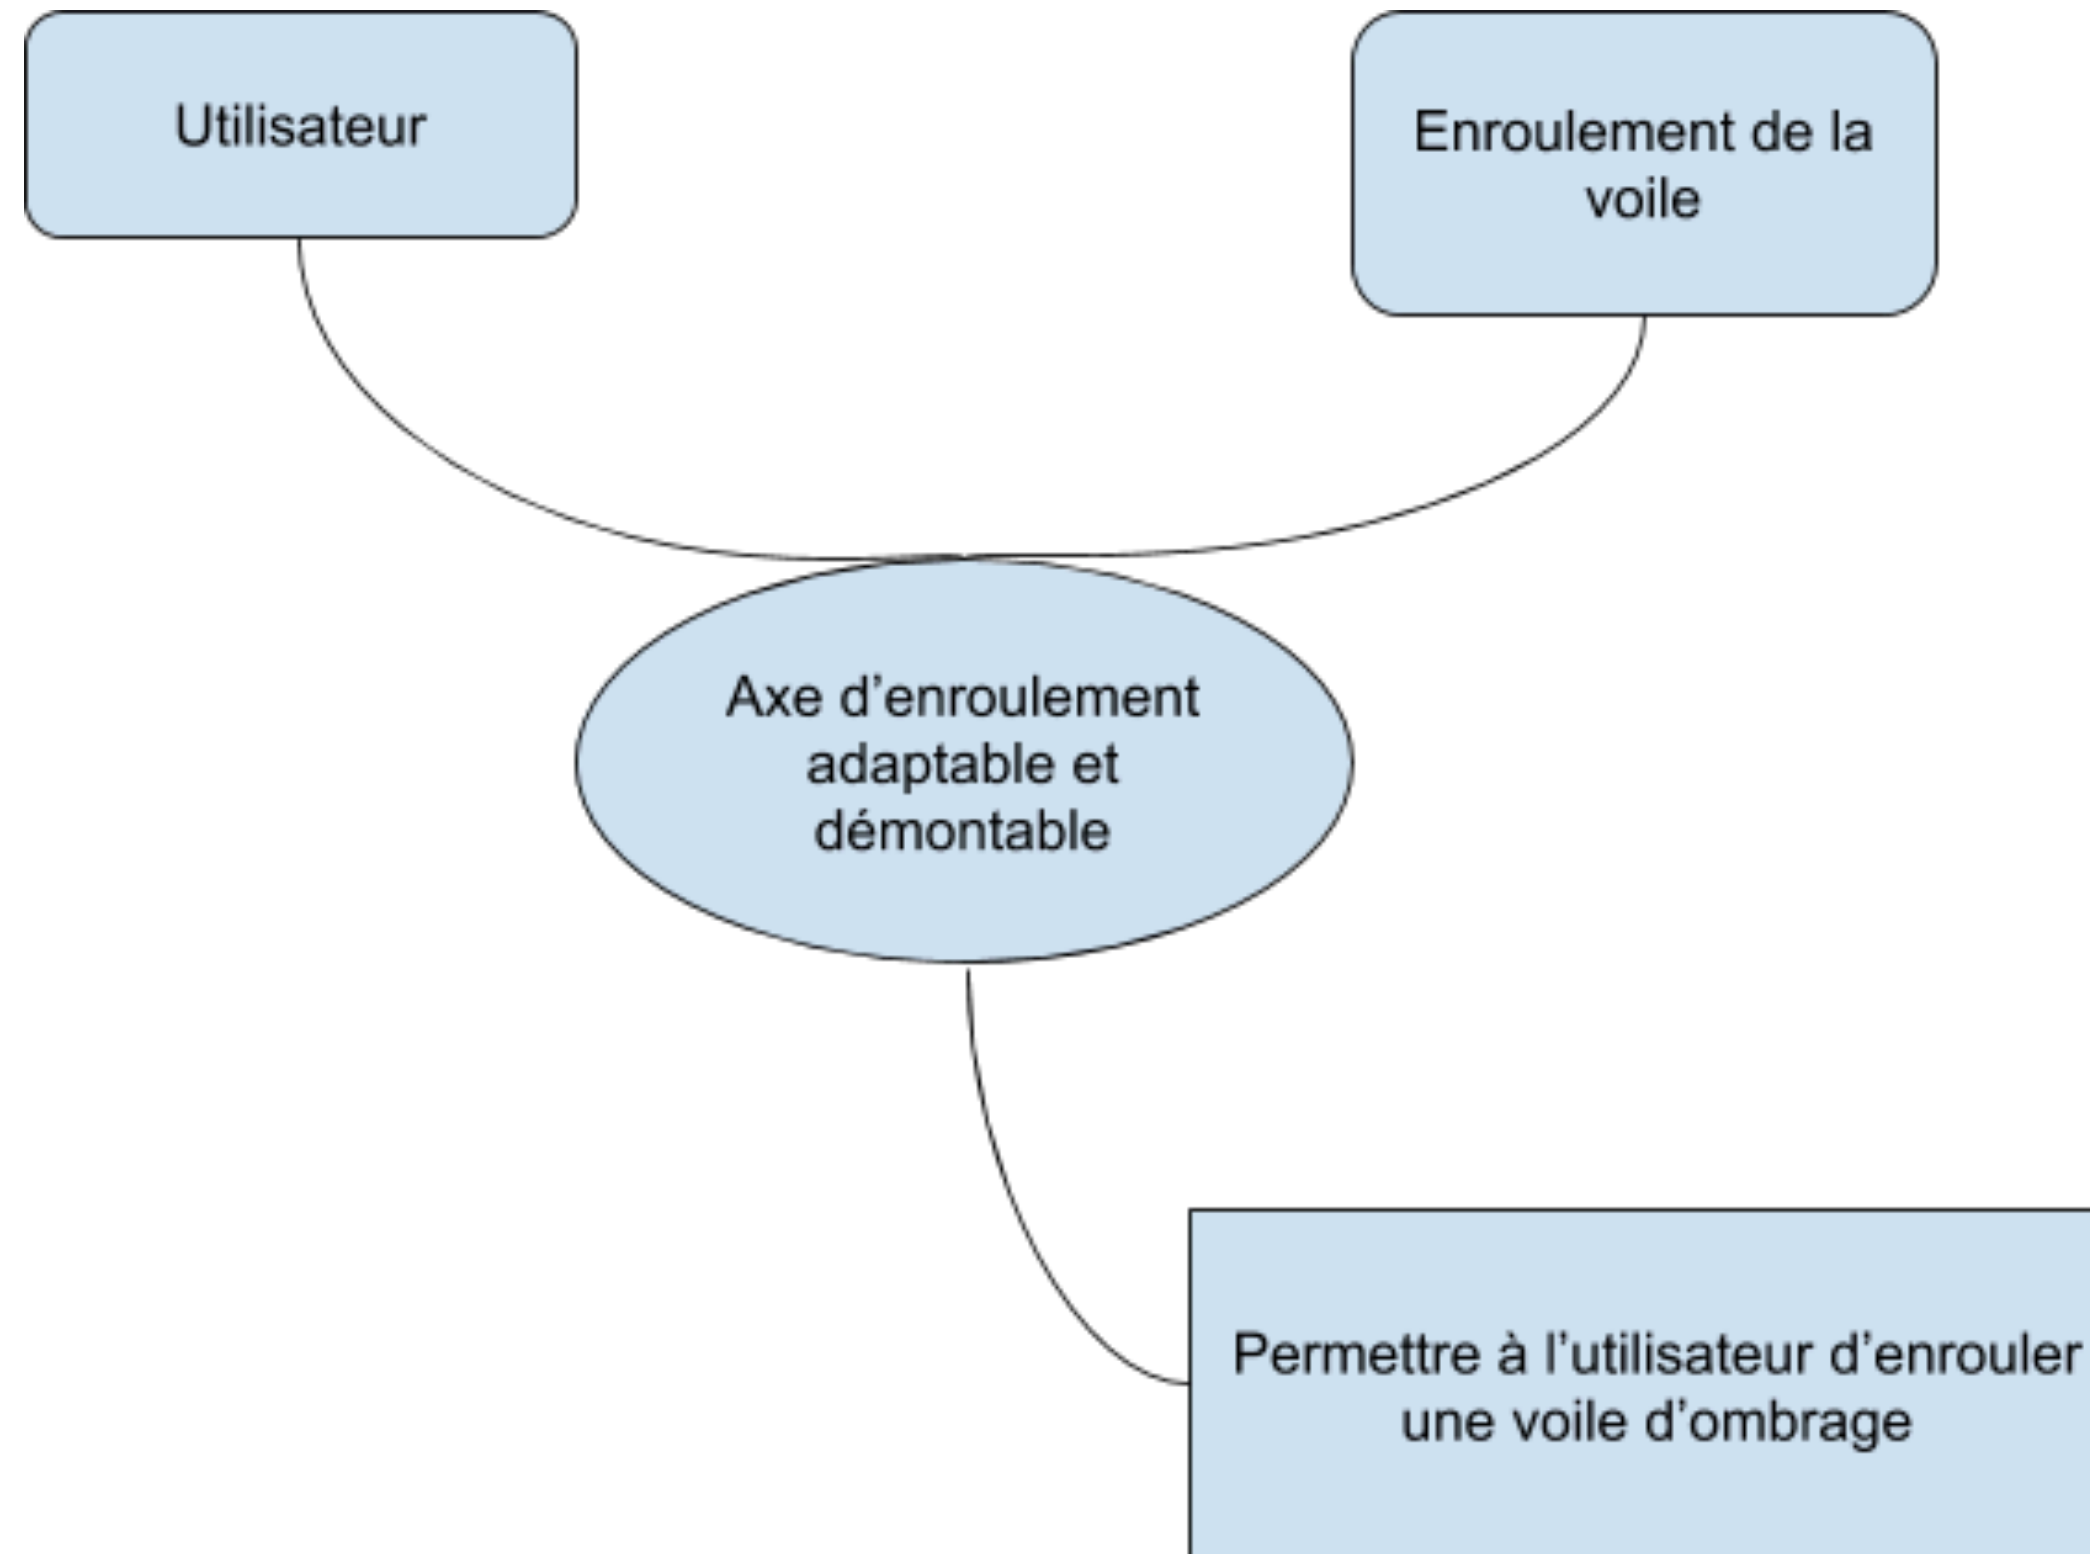 Utilisateur
Enroulement de la
voile
Axe d’enroulement
adaptable et
démontable
Permettre à l’utilisateur d’enrouler
une voile d’ombrage